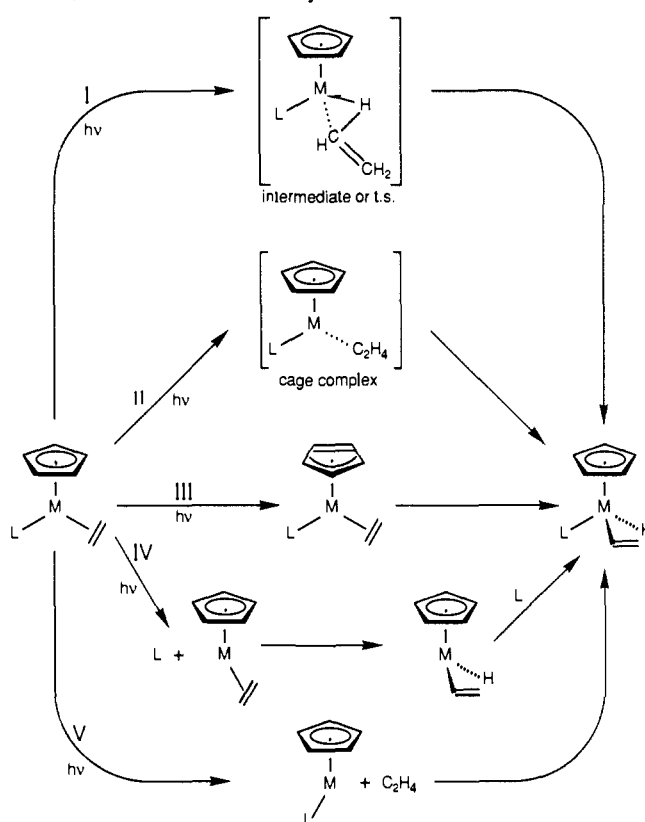 M
H
I
L
hν
H
C
CH₂
intermediate or t.s.
M
L
C₂H₄
cage complex
II
hν
M
L
III
hν
M
L
M
L
H
IV
hν
L +
M
M
H
L
V
hν
M + C₂H₄
L